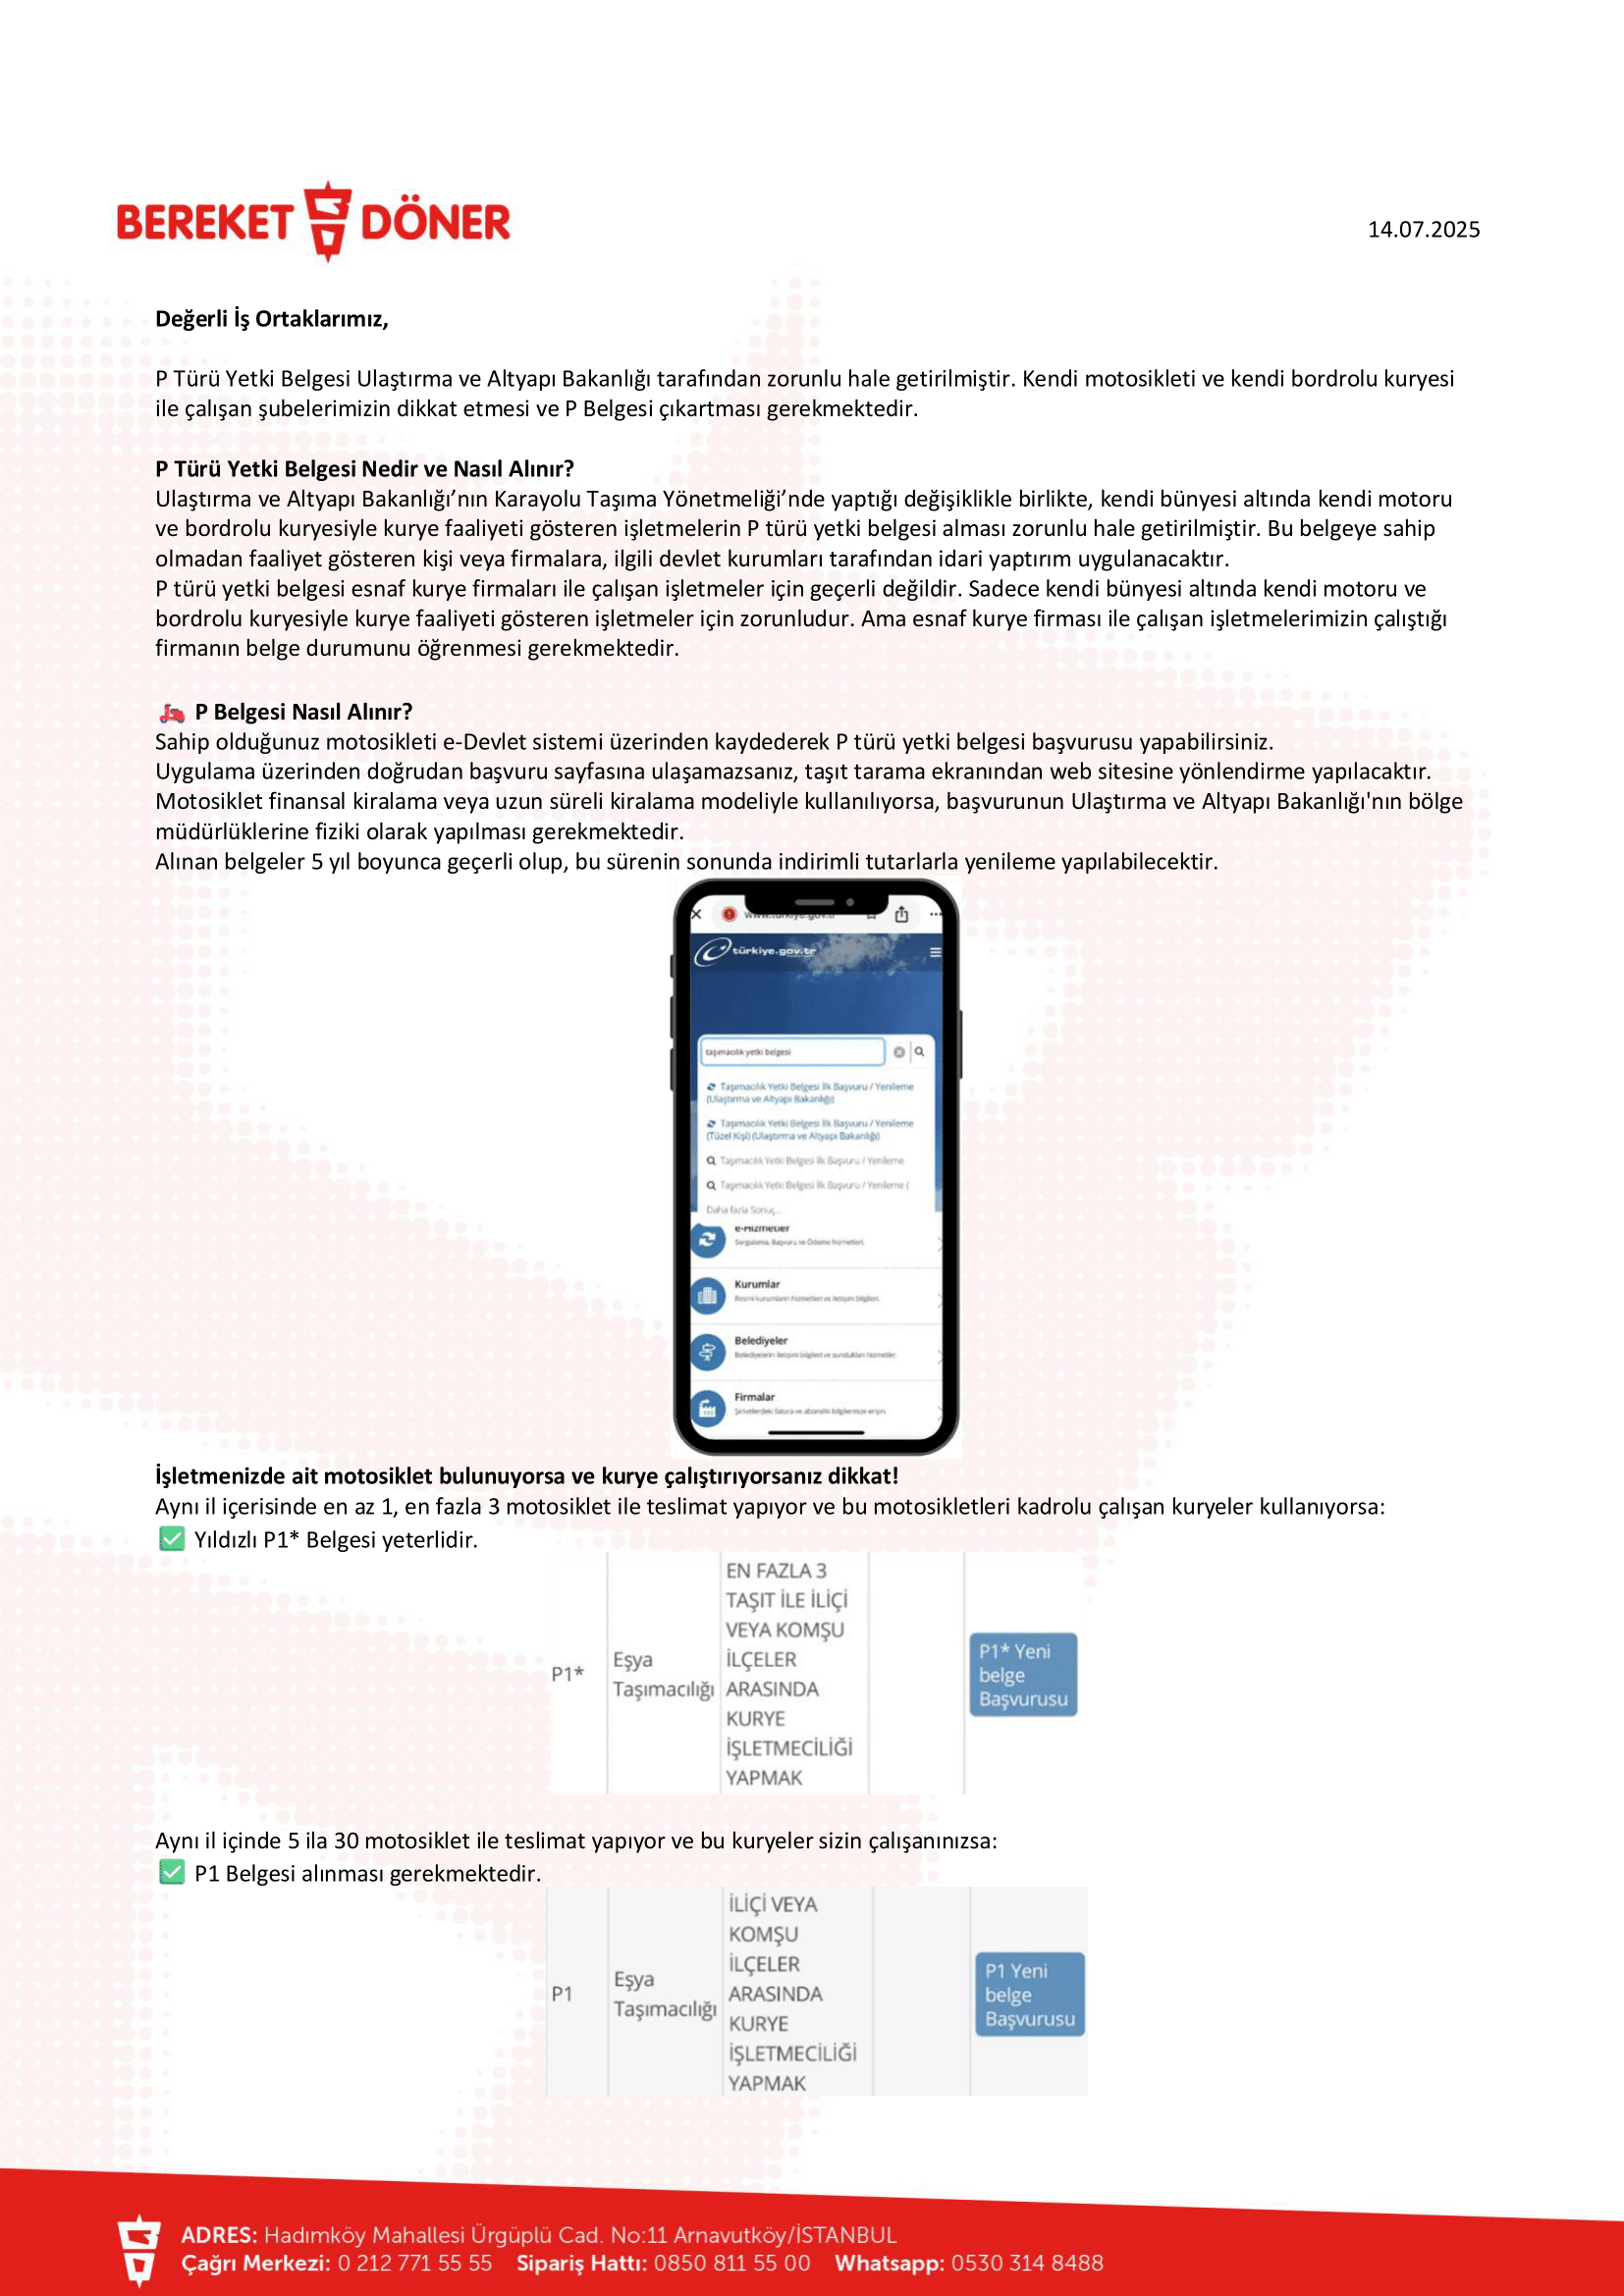 BEREKET DÖNER
14.07.2025
Değerli İş Ortaklarımız,
P Türü Yetki Belgesi Ulaştırma ve Altyapı Bakanlığı tarafından zorunlu hale getirilmiştir. Kendi motosikleti ve kendi bordrolu kuryesi
ile çalışan şubelerimizin dikkat etmesi ve P Belgesi çıkartması gerekmektedir.
P Türü Yetki Belgesi Nedir ve Nasıl Alınır?
Ulaştırma ve Altyapı Bakanlığı’nın Karayolu Taşıma Yönetmeliği’nde yaptığı değişiklikle birlikte, kendi bünyesi altında kendi motoru
ve bordrolu kuryesiyle kurye faaliyeti gösteren işletmelerin P türü yetki belgesi alması zorunlu hale getirilmiştir. Bu belgeye sahip
olmadan faaliyet gösteren kişi veya firmalara, ilgili devlet kurumları tarafından idari yaptırım uygulanacaktır.
P türü yetki belgesi esnaf kurye firmaları ile çalışan işletmeler için geçerli değildir. Sadece kendi bünyesi altında kendi motoru ve
bordrolu kuryesiyle kurye faaliyeti gösteren işletmeler için zorunludur. Ama esnaf kurye firması ile çalışan işletmelerimizin çalıştığı
firmanın belge durumunu öğrenmesi gerekmektedir.
P Belgesi Nasıl Alınır?
Sahip olduğunuz motosikleti e-Devlet sistemi üzerinden kaydederek P türü yetki belgesi başvurusu yapabilirsiniz.
Uygulama üzerinden doğrudan başvuru sayfasına ulaşamazsanız, taşıt tarama ekranından web sitesine yönlendirme yapılacaktır.
Motosiklet finansal kiralama veya uzun süreli kiralama modeliyle kullanılıyorsa, başvurunun Ulaştırma ve Altyapı Bakanlığı'nın bölge
müdürlüklerine fiziki olarak yapılması gerekmektedir.
Alınan belgeler 5 yıl boyunca geçerli olup, bu sürenin sonunda indirimli tutarlarla yenileme yapılabilecektir.
www.turkiye.gov.tr
türkiye.gov.tr
taşımacılık yetki belgesi
Taşımacılık Yetki Belgesi İlk Başvuru / Yenileme
(Ulaştırma ve Altyapı Bakanlığı)
Taşımacılık Yetki Belgesi İlk Başvuru / Yenileme
(Tüzel Kişi) (Ulaştırma ve Altyapı Bakanlığı)
Taşımacılık Yetki Belgesi İlk Başvuru / Yenileme
Taşımacılık Yetki Belgesi İlk Başvuru / Yenileme (
Daha fazla Sonuç...
e-Hizmetler
Sorgulama, Başvuru ve Ödeme hizmetleri.
Kurumlar
Resmi kurumların hizmetleri ve iletişim bilgileri.
Belediyeler
Belediyelerin iletişim bilgileri ve sundukları hizmetler.
Firmalar
Şirketlerdeki fatura ve abonelik bilgilerinize erişin.
İşletmenizde ait motosiklet bulunuyorsa ve kurye çalıştırıyorsanız dikkat!
Aynı il içerisinde en az 1, en fazla 3 motosiklet ile teslimat yapıyor ve bu motosikletleri kadrolu çalışan kuryeler kullanıyorsa:
✅ Yıldızlı P1* Belgesi yeterlidir.
P1*
Eşya
Taşımacılığı
EN FAZLA 3
TAŞIT İLE İLİÇİ
VEYA KOMŞU
İLÇELER
ARASINDA
KURYE
İŞLETMECİLİĞİ
YAPMAK
P1* Yeni
belge
Başvurusu
Aynı il içinde 5 ila 30 motosiklet ile teslimat yapıyor ve bu kuryeler sizin çalışanınızsa:
✅ P1 Belgesi alınması gerekmektedir.
P1
Eşya
Taşımacılığı
İLİÇİ VEYA
KOMŞU
İLÇELER
ARASINDA
KURYE
İŞLETMECİLİĞİ
YAPMAK
P1 Yeni
belge
Başvurusu
ADRES: Hadımköy Mahallesi Ürgüplü Cad. No:11 Arnavutköy/İSTANBUL
Çağrı Merkezi: 0 212 771 55 55 Sipariş Hattı: 0850 811 55 00 Whatsapp: 0530 314 8488